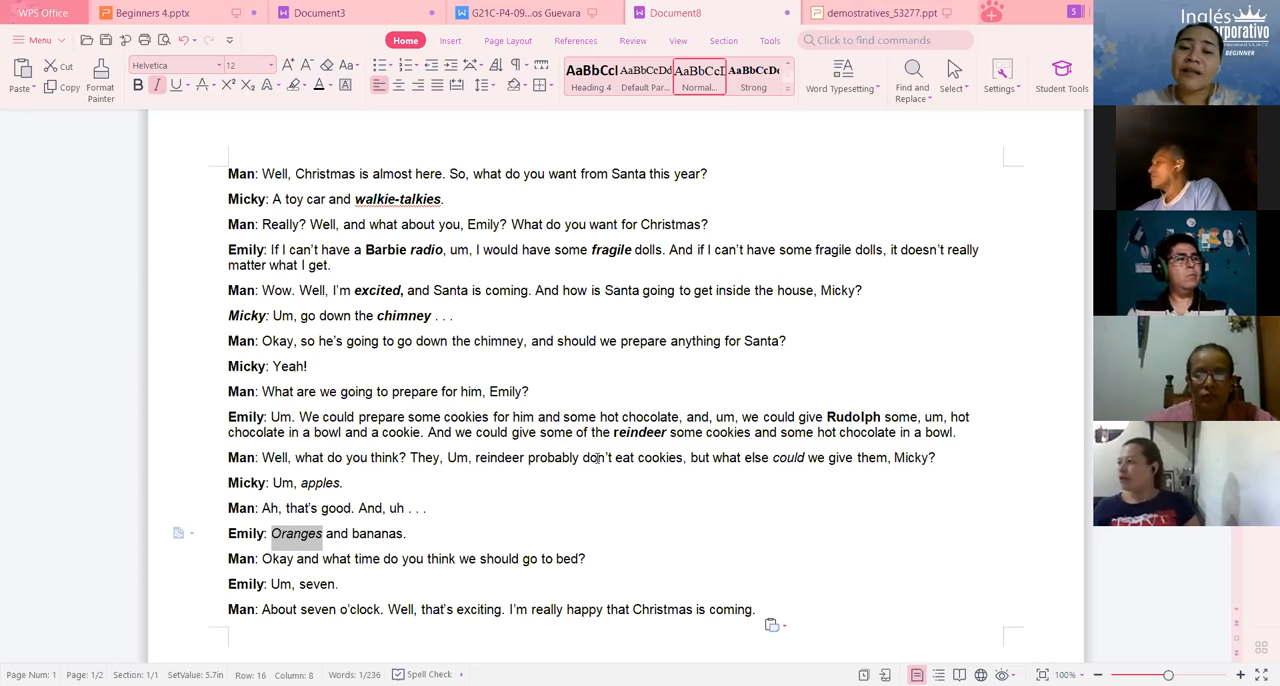 WPS Office
Beginners 4.pptx
Document3
G21C-P4-09...os Guevara
Document8
demostratives_53277.ppt
S
Menu
Home
Insert
Page Layout
References
Review
View
Section
Tools
Click to find commands
Paste
Cut
Copy
Format Painter
Helvetica
12
AaBbCcI
Heading 4
AaBbCcDd
Default Par...
AaBbCcD
Normal...
AaBbCcDc
Strong
Word Typesetting
Find and Replace
Select
Settings
Student Tools
Inglés
BEGINNER
Man: Well, Christmas is almost here. So, what do you want from Santa this year?
Micky: A toy car and walkie-talkies.
Man: Really? Well, and what about you, Emily? What do you want for Christmas?
Emily: If I can't have a Barbie radio, um, I would have some fragile dolls. And if I can't have some fragile dolls, it doesn't really
matter what I get.
Man: Wow. Well, I'm excited, and Santa is coming. And how is Santa going to get inside the house, Micky?
Micky: Um, go down the chimney . . .
Man: Okay, so he's going to go down the chimney, and should we prepare anything for Santa?
Micky: Yeah!
Man: What are we going to prepare for him, Emily?
Emily: Um. We could prepare some cookies for him and some hot chocolate, and, um, we could give Rudolph some, um, hot
chocolate in a bowl and a cookie. And we could give some of the reindeer some cookies and some hot chocolate in a bowl.
Man: Well, what do you think? They, Um, reindeer probably don't eat cookies, but what else could we give them, Micky?
Micky: Um, apples.
Man: Ah, that's good. And, uh . . .
Emily: Oranges and bananas.
Man: Okay and what time do you think we should go to bed?
Emily: Um, seven.
Man: About seven o'clock. Well, that's exciting. I'm really happy that Christmas is coming.
Page Num: 1
Page: 1/2
Section: 1/1
SetValue: 5.7in
Row: 16
Column: 8
Words: 1/236
Spell Check
100%